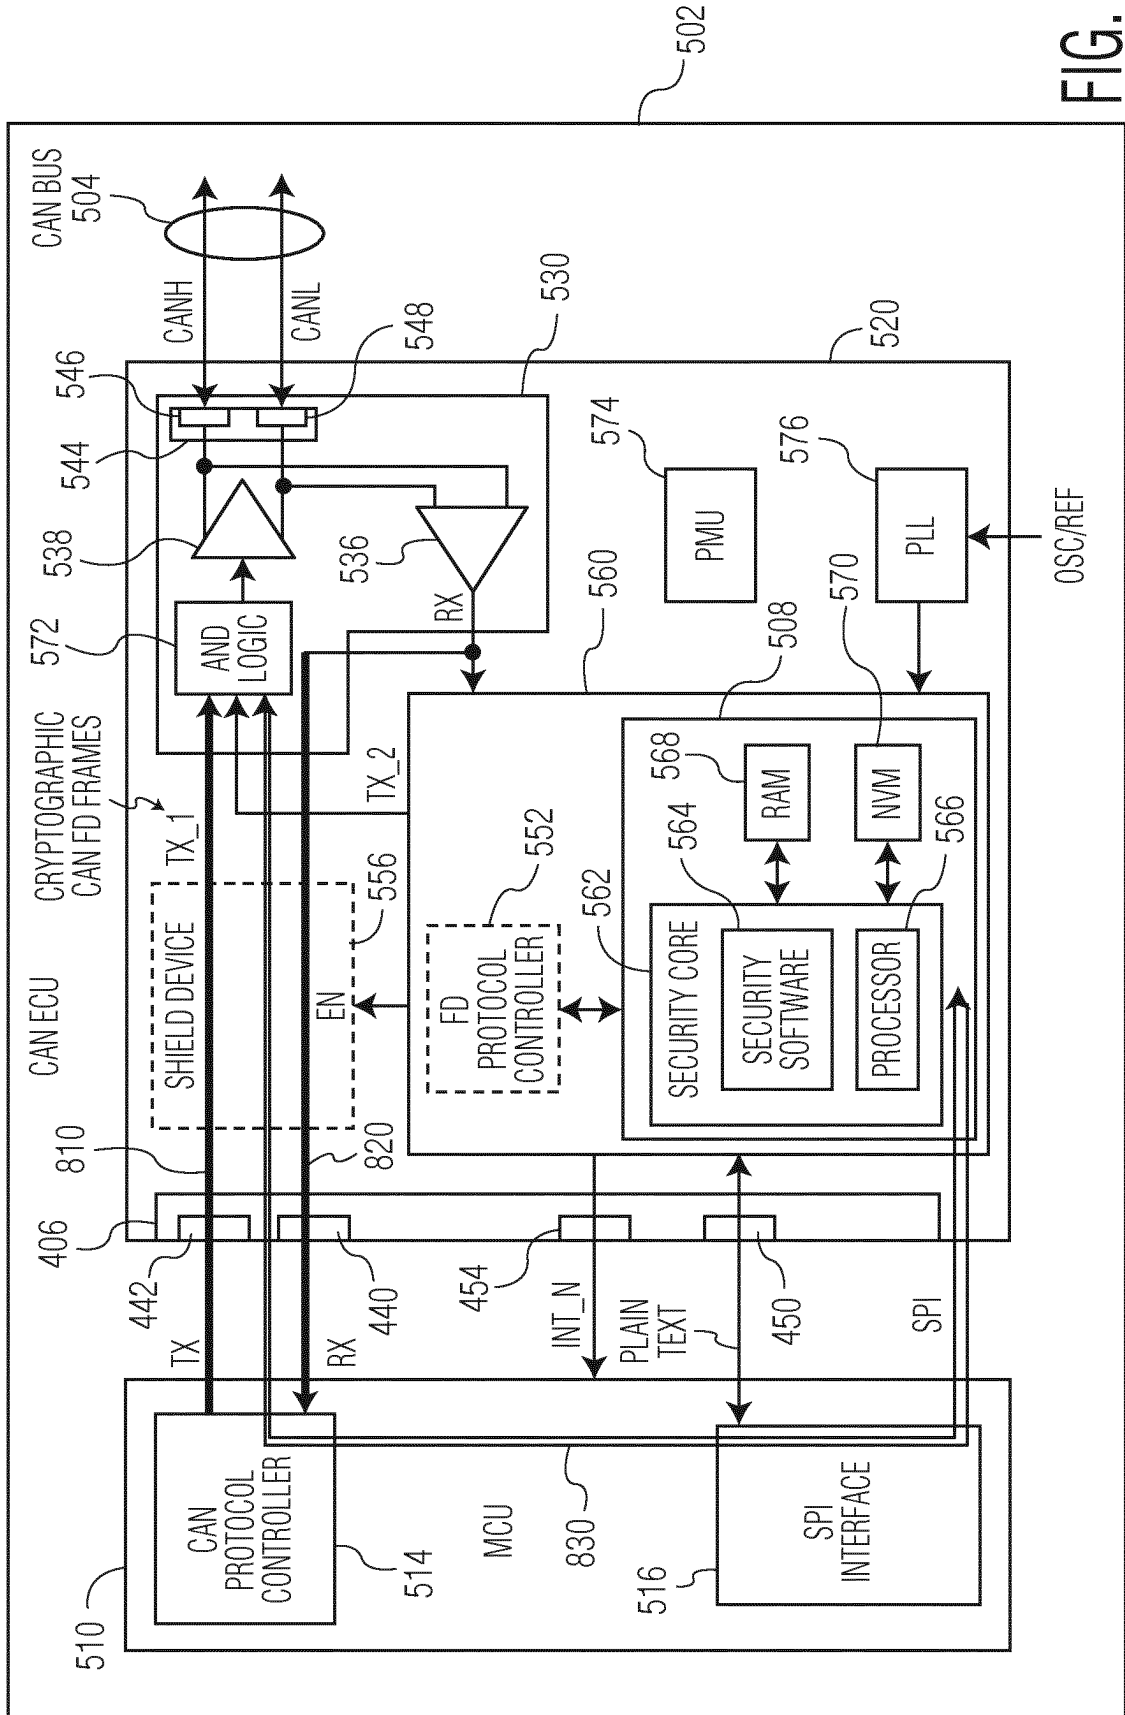 CAN ECU
CAN BUS
504
502
CRYPTOGRAPHIC
CAN FD FRAMES
406
810
572
538
544
546
CANH
CANL
548
530
520
510
442
TX
SHIELD DEVICE
TX_1
AND
LOGIC
CAN
PROTOCOL
CONTROLLER
514
RX
440
820
EN
556
TX_2
RX
536
MCU
830
INT_N
454
FD
PROTOCOL
CONTROLLER
552
560
PLAIN
TEXT
450
562
564
568
508
570
574
PMU
516
SPI
INTERFACE
SPI
SECURITY CORE
SECURITY
SOFTWARE
PROCESSOR
566
RAM
NVM
576
PLL
OSC/REF
FIG.